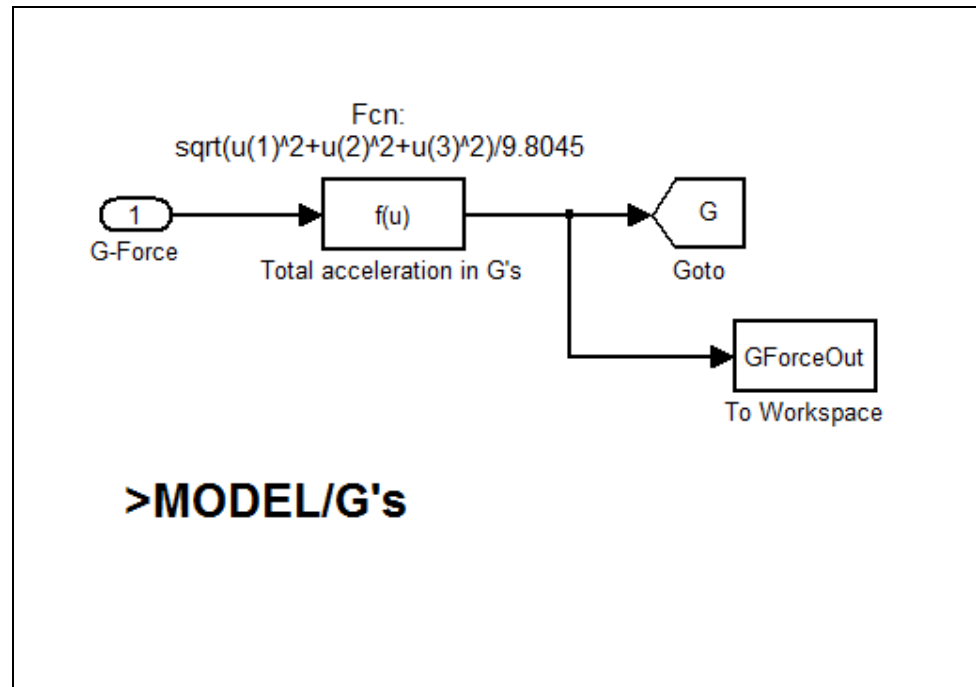 Fcn:
sqrt(u(1)^2+u(2)^2+u(3)^2)/9.8045
1
f(u)
G
G-Force
Total acceleration in G's
Goto
GForceOut
To Workspace
>MODEL/G's